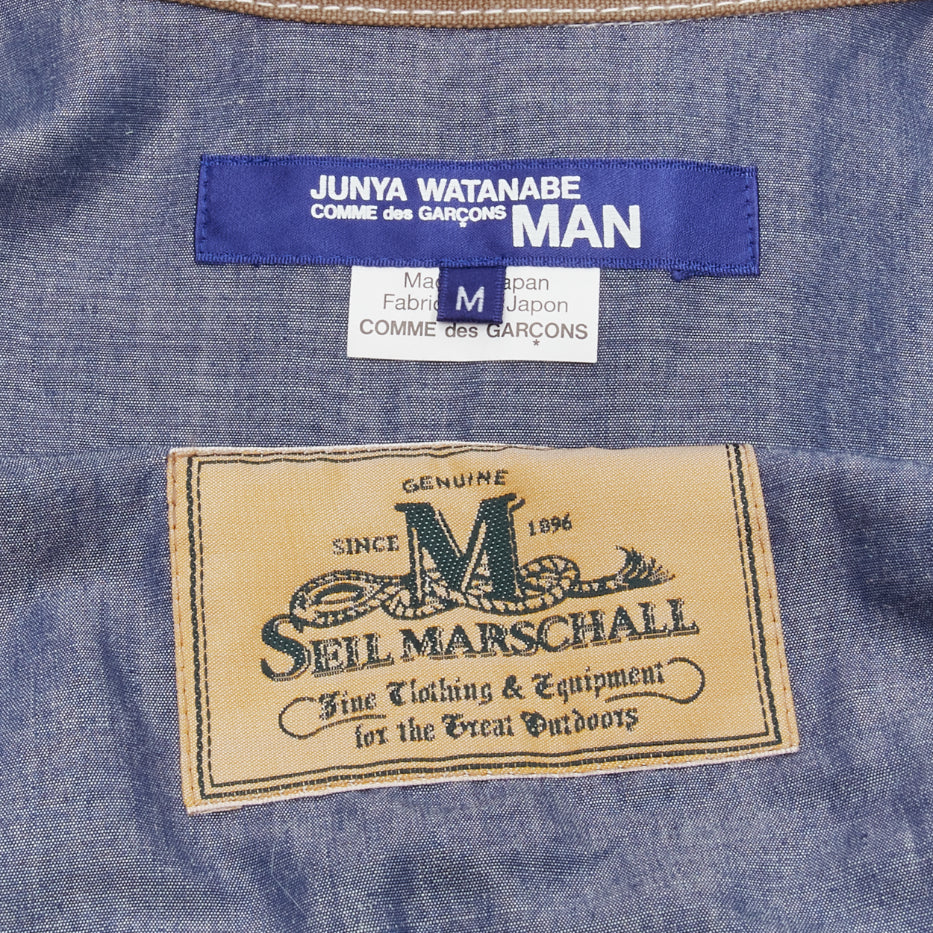 JUNYA WATANABE
COMME des GARÇONS MAN
M
COMME des GARÇONS
GENUINE
M
SINCE 1896
SEIL MARSCHALL
Fine Clothing & Equipment
for the Great Outdoors